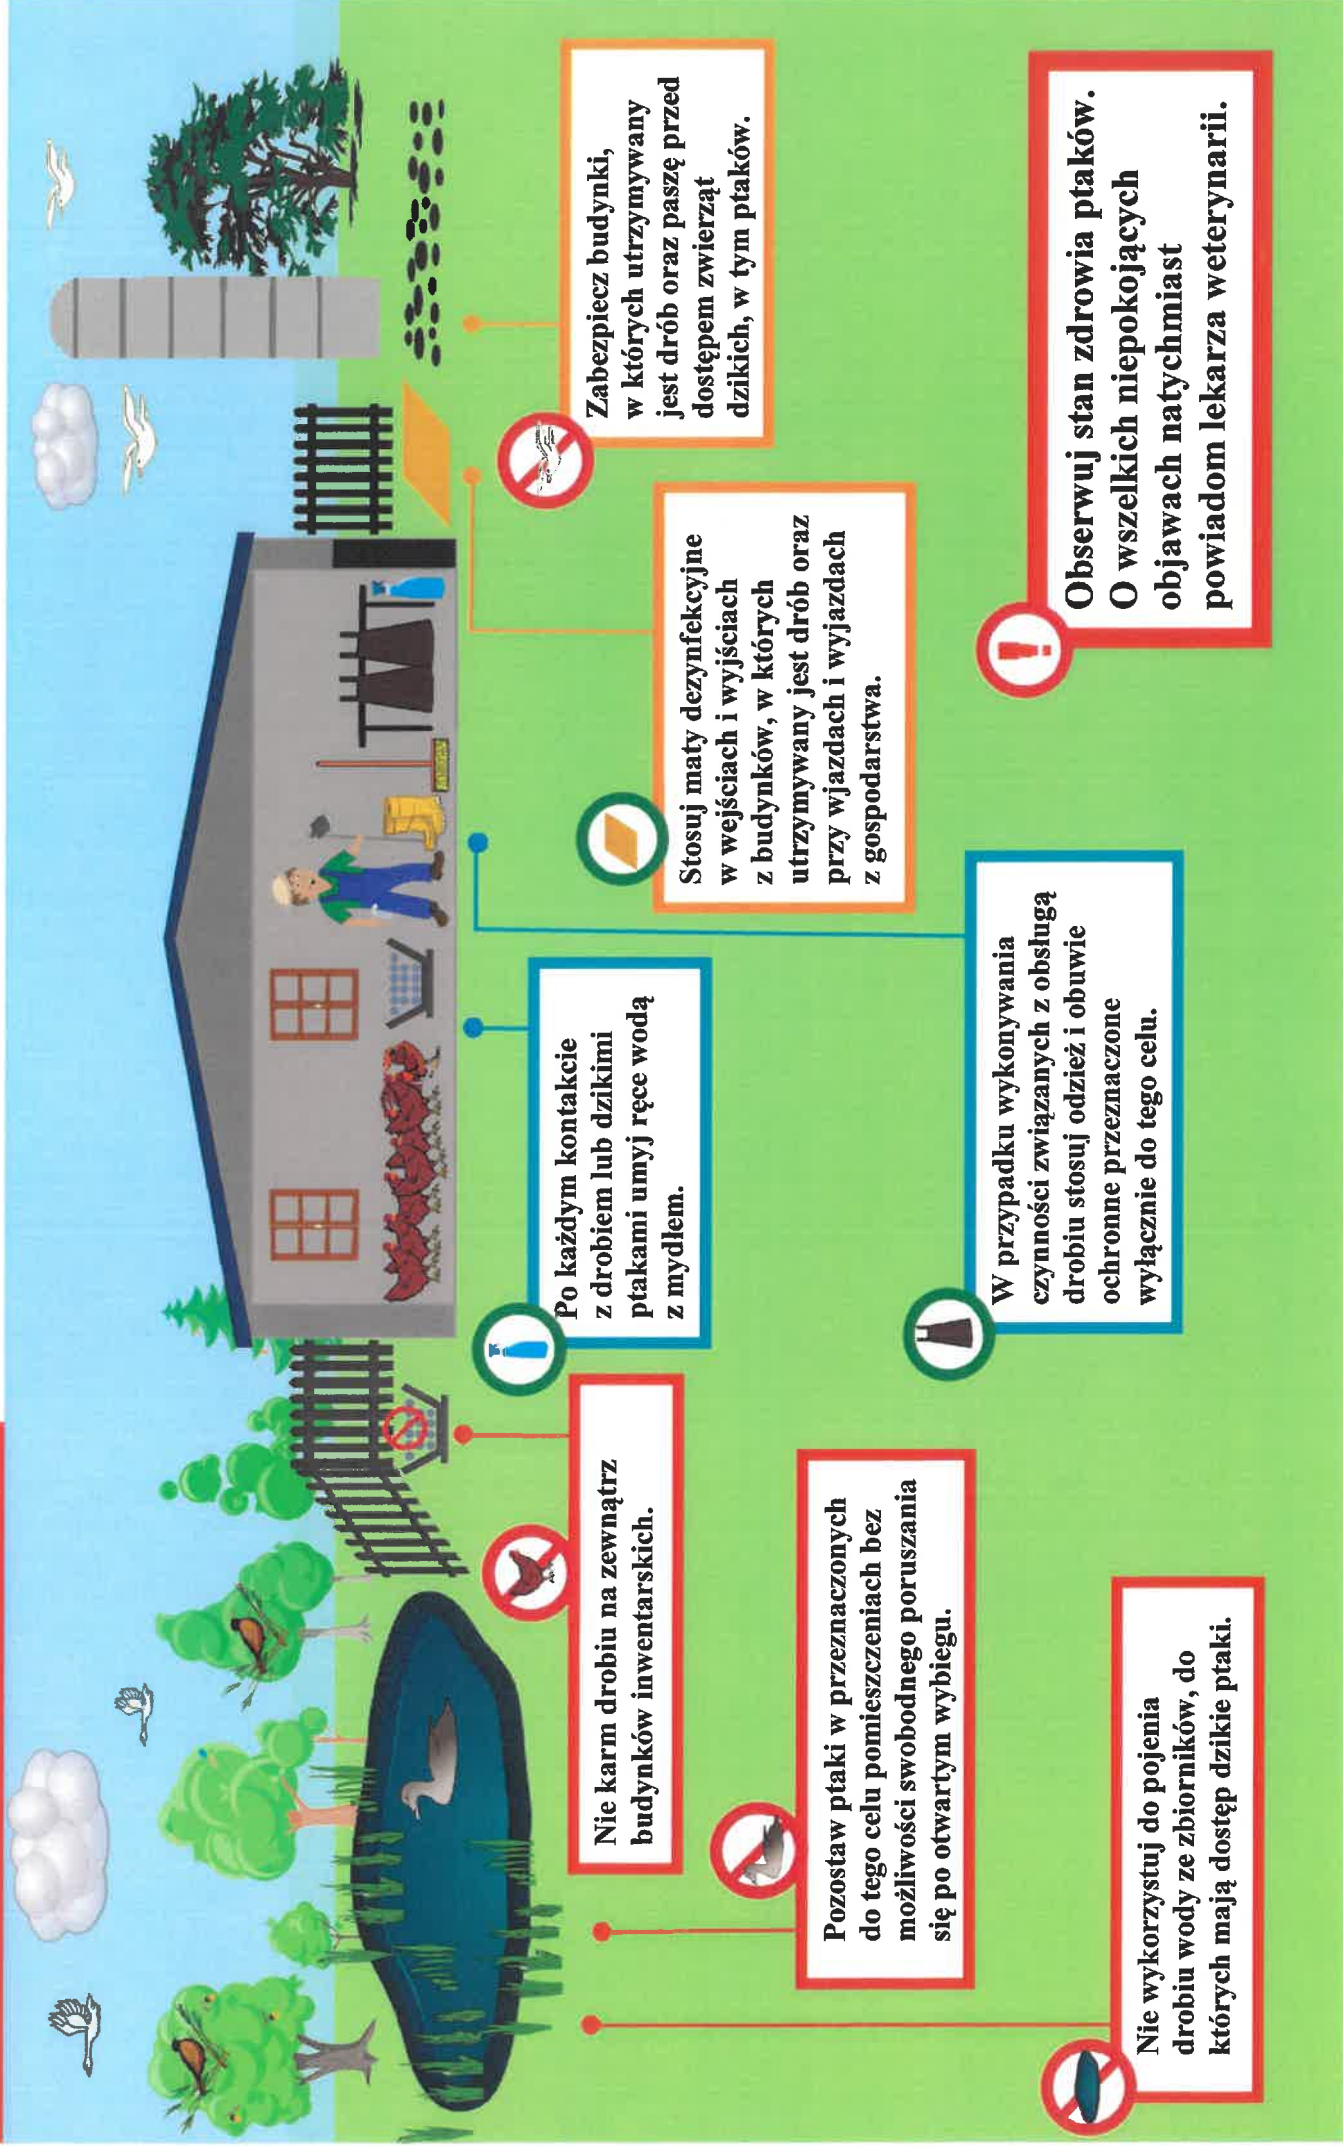 Nie karm drobiu na zewnątrz
budynków inwentarskich.
Po każdym kontakcie
z drobiem lub dzikimi
ptakami umyj ręce wodą
z mydłem.
Zabezpiecz budynki,
w których utrzymywany
jest drób oraz paszę przed
dostępem zwierząt
dzikich, w tym ptaków.
Stosuj maty dezynfekcyjne
w wejściach i wyjściach
z budynków, w których
utrzymywany jest drób oraz
przy wjazdach i wyjazdach
z gospodarstwa.
Pozostaw ptaki w przeznaczonych
do tego celu pomieszczeniach bez
możliwości swobodnego poruszania
się po otwartym wybiegu.
W przypadku wykonywania
czynności związanych z obsługą
drobiu stosuj odzież i obuwie
ochronne przeznaczone
wyłącznie do tego celu.
Nie wykorzystuj do pojenia
drobiu wody ze zbiorników, do
których mają dostęp dzikie ptaki.
Obserwuj stan zdrowia ptaków.
O wszelkich niepokojących
objawach natychmiast
powiadom lekarza weterynarii.